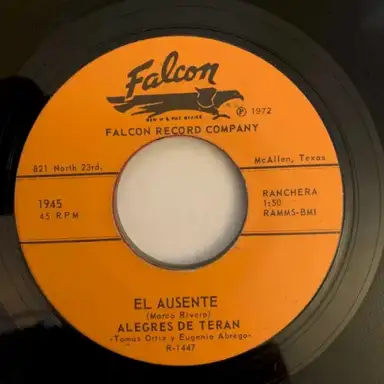 Falcon
℗ 1972
FALCON RECORD COMPANY
821 North 23rd,
McAllen, Texas
1945
45 RPM
RANCHERA
1:50
RAMMS-BMI
EL AUSENTE
(Marco Rivera)
ALEGRES DE TERAN
-Tomas Ortiz y Eugenio Abrego-
R-1447